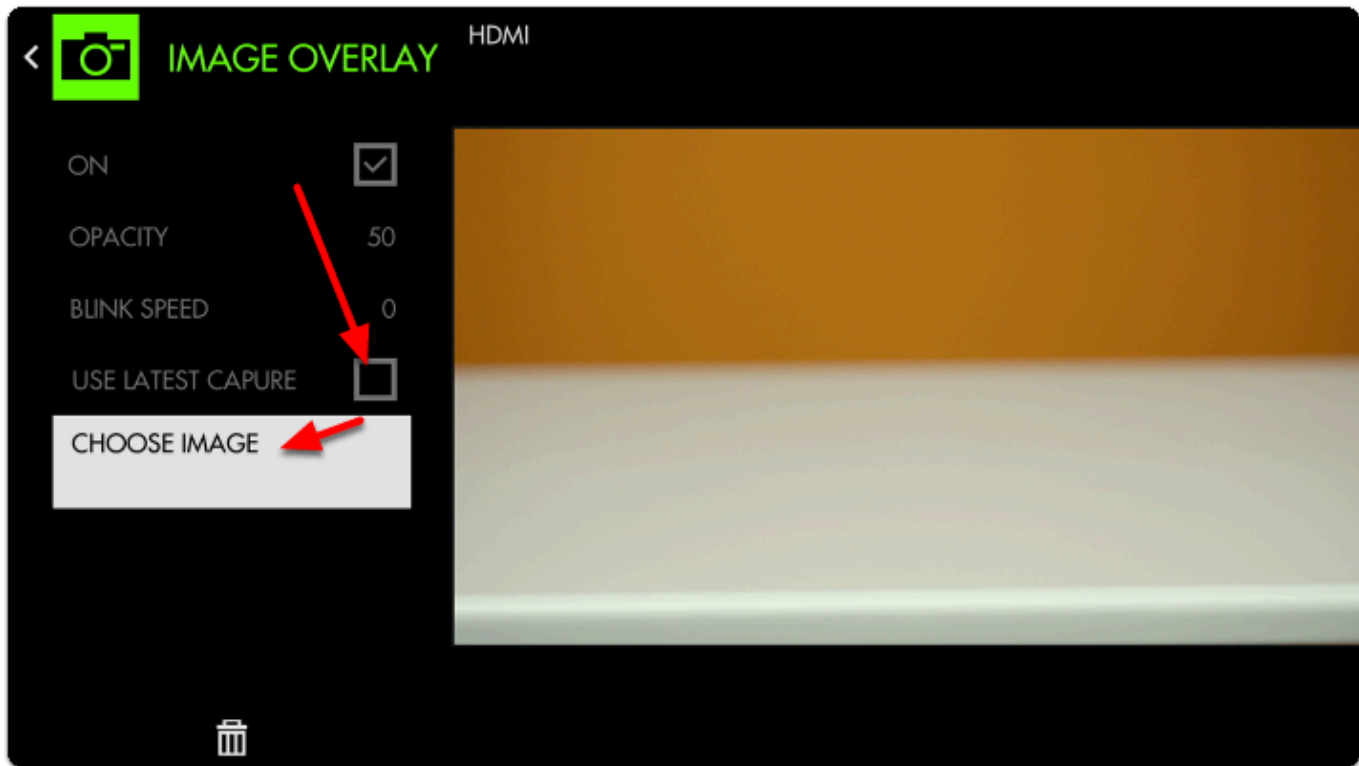 IMAGE OVERLAY
HDMI
ON
OPACITY 50
BLINK SPEED 0
USE LATEST CAPURE
CHOOSE IMAGE